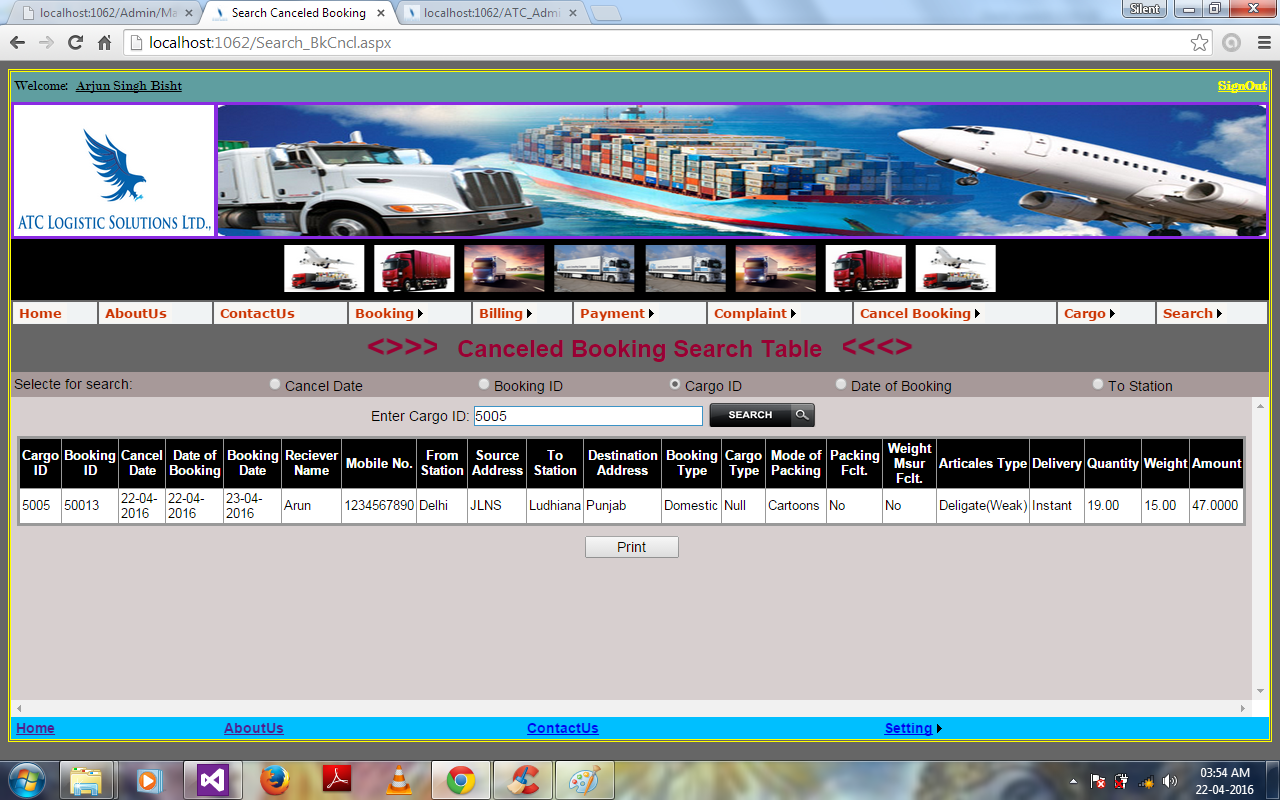 localhost:1062/Admin/Ma
Search Canceled Booking
localhost:1062/ATC_Admi
Silent
localhost:1062/Search_BkCncl.aspx
Welcome: Arjun Singh Bisht
SignOut
ATC LOGISTIC SOLUTIONS LTD.,
Home AboutUs ContactUs Booking Billing Payment Complaint Cancel Booking Cargo Search
<>>> Canceled Booking Search Table <<<>
Selecte for search: Cancel Date Booking ID Cargo ID Date of Booking To Station
Enter Cargo ID: 5005 SEARCH
Cargo ID Booking ID Cancel Date Date of Booking Booking Date Reciever Name Mobile No. From Station Source Address To Station Destination Address Booking Type Cargo Type Mode of Packing Packing Fclt. Weight Msur Fclt. Articales Type Delivery Quantity Weight Amount
5005 50013 22-04-2016 22-04-2016 23-04-2016 Arun 1234567890 Delhi JLNS Ludhiana Punjab Domestic Null Cartoons No No Deligate(Weak) Instant 19.00 15.00 47.0000
Print
Home AboutUs ContactUs Setting
03:54 AM
22-04-2016